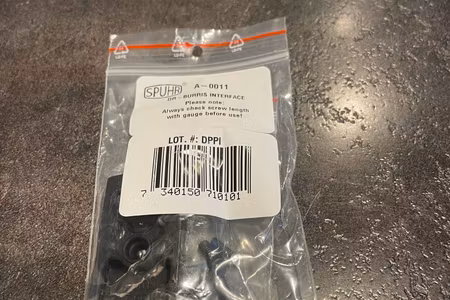 SPUHR A-0011
BURRIS INTERFACE
Please note:
Always check screw length
with gauge before use!
LOT. #: DPPI
7 340150 710101